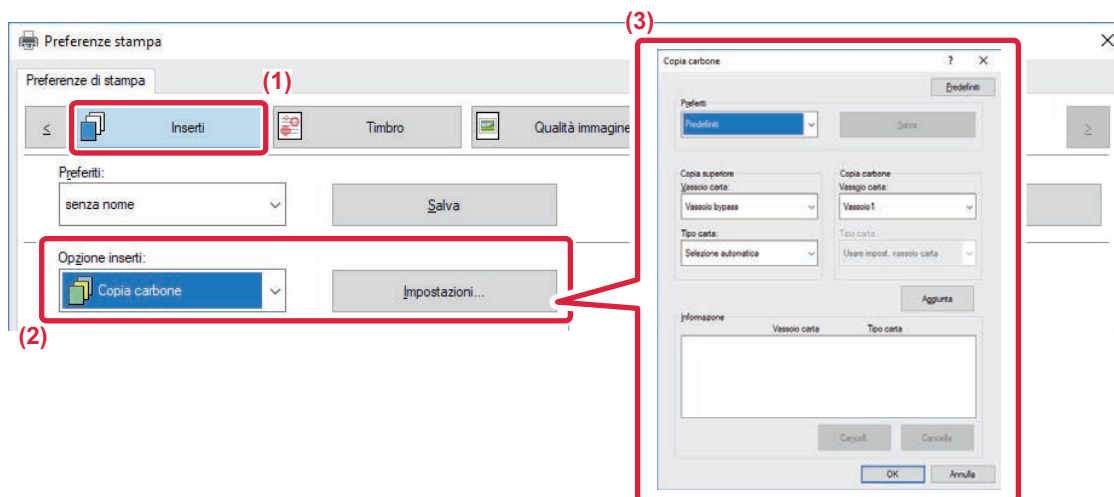 (3)
Preferenze stampa
Preferenze di stampa
(1)
≤ Inserti Timbro Qualità immagine ≥
Preferiti:
senza nome Salva
Opzione inserti:
Copia carbone Impostazioni...
(2)
Copia carbone ? X
Predefiniti
Preferiti
Predefiniti Salva
Copia superiore Copia carbone
Vassoio carta: Vassgio carta:
Vassoio bypass Vassoio1
Tipo carta: Tipo carta:
Selezione automatica Usare impost. vassoio carta
Aggiunta
Informazione
Vassoio carta Tipo carta
Cancell. Cancella
OK Annulla